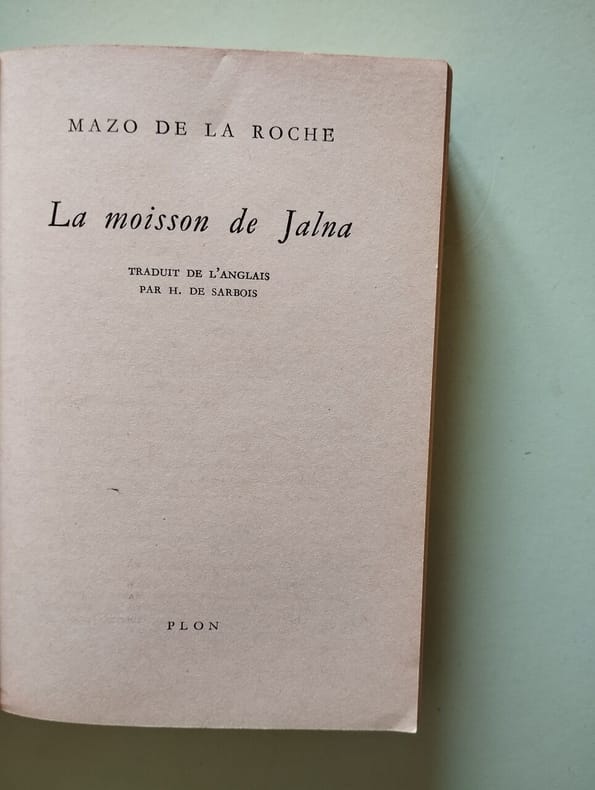 MAZO DE LA ROCHE
La moisson de Jalna
TRADUIT DE L'ANGLAIS
PAR H. DE SARBOIS
PLON